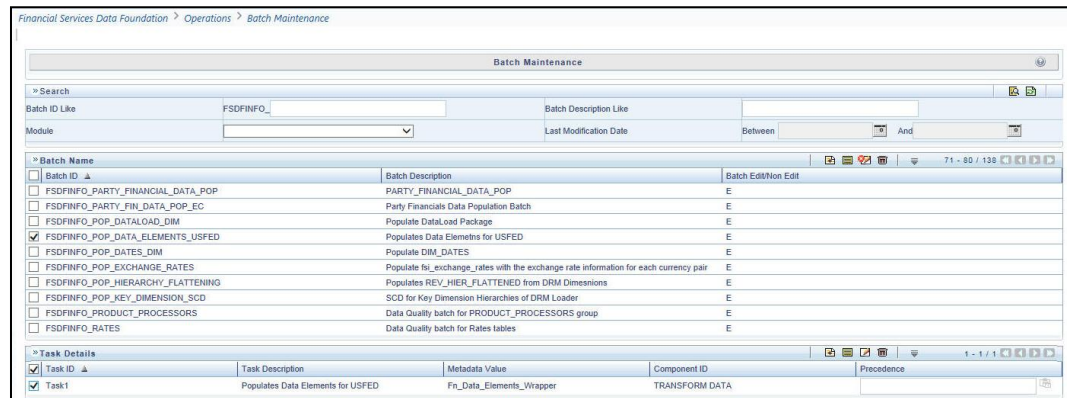 Financial Services Data Foundation > Operations > Batch Maintenance
Batch Maintenance
» Search
Batch ID Like FSDFINFO_ Batch Description Like
Module Last Modification Date Between And
» Batch Name 71 - 80 / 138
Batch ID Batch Description Batch Edit/Non Edit
FSDFINFO_PARTY_FINANCIAL_DATA_POP PARTY_FINANCIAL_DATA_POP E
FSDFINFO_PARTY_FIN_DATA_POP_EC Party Financials Data Population Batch E
FSDFINFO_POP_DATALOAD_DIM Populate DataLoad Package E
FSDFINFO_POP_DATA_ELEMENTS_USFED Populates Data Elemetns for USFED E
FSDFINFO_POP_DATES_DIM Populate DIM_DATES E
FSDFINFO_POP_EXCHANGE_RATES Populate fsi_exchange_rates with the exchange rate information for each currency pair E
FSDFINFO_POP_HIERARCHY_FLATTENING Populates REV_HIER_FLATTENED from DRM Dimesnions E
FSDFINFO_POP_KEY_DIMENSION_SCD SCD for Key Dimension Hierarchies of DRM Loader E
FSDFINFO_PRODUCT_PROCESSORS Data Quality batch for PRODUCT_PROCESSORS group E
FSDFINFO_RATES Data Quality batch for Rates tables E
» Task Details 1 - 1 / 1
Task ID Task Description Metadata Value Component ID Precedence
Task1 Populates Data Elements for USFED Fn_Data_Elements_Wrapper TRANSFORM DATA